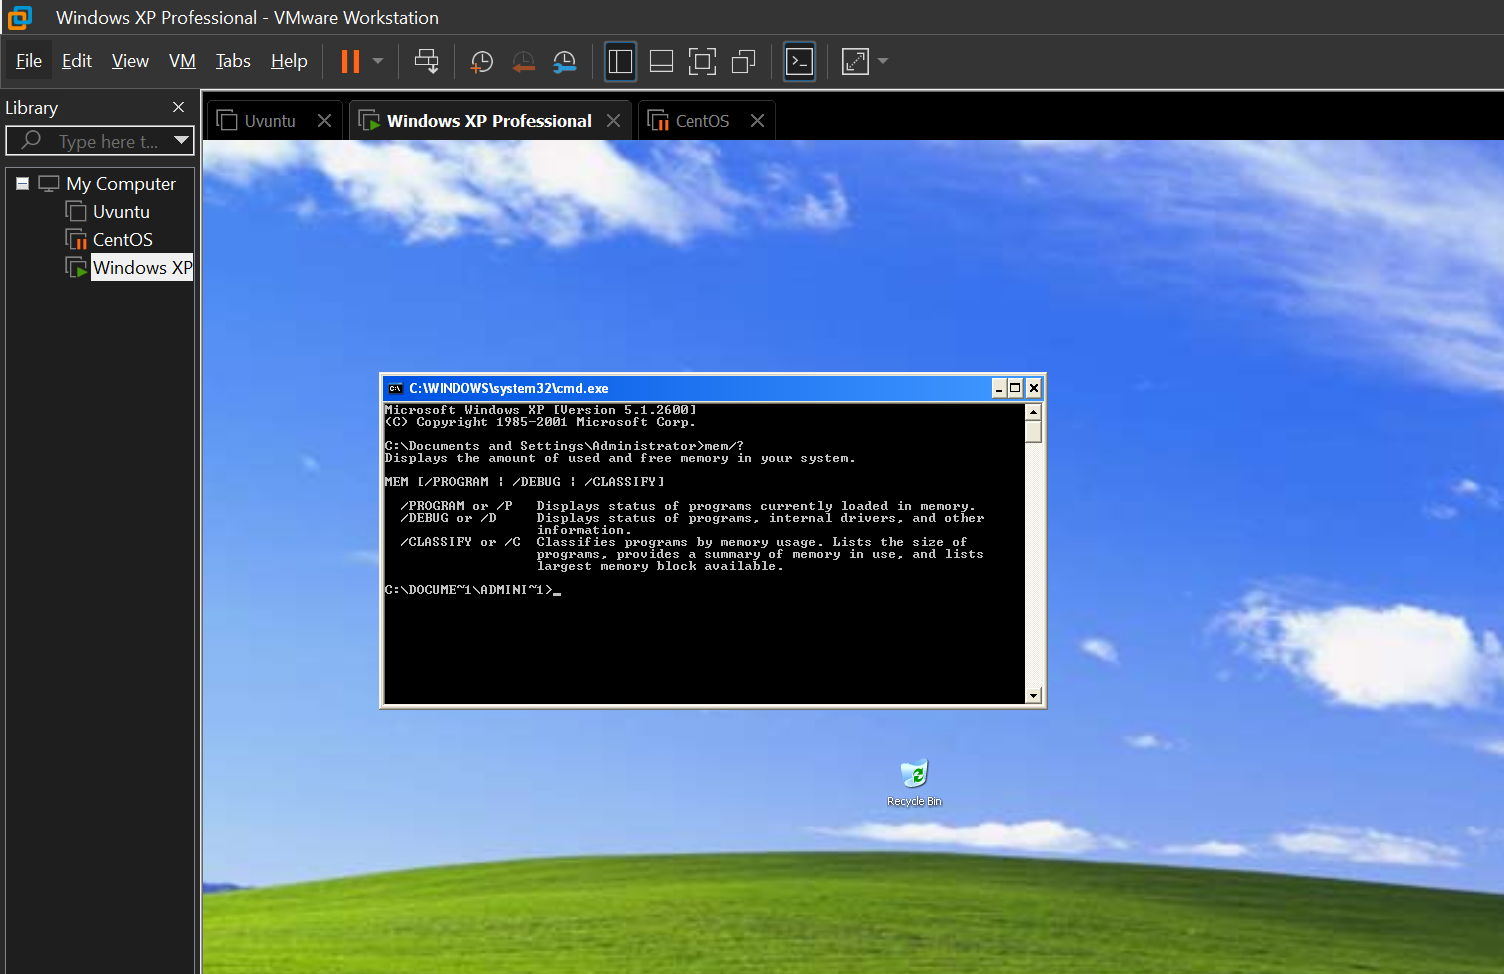 Windows XP Professional - VMware Workstation
File Edit View VM Tabs Help
Library
Type here t...
My Computer
Uvuntu
CentOS
Windows XP
Uvuntu
Windows XP Professional
CentOS
C:\WINDOWS\system32\cmd.exe
Microsoft Windows XP [Version 5.1.2600]
(C) Copyright 1985-2001 Microsoft Corp.
C:\Documents and Settings\Administrator>mem/?
Displays the amount of used and free memory in your system.
MEM [/PROGRAM ¦ /DEBUG ¦ /CLASSIFY]
/PROGRAM or /P Displays status of programs currently loaded in memory.
/DEBUG or /D Displays status of programs, internal drivers, and other
information.
/CLASSIFY or /C Classifies programs by memory usage. Lists the size of
programs, provides a summary of memory in use, and lists
largest memory block available.
C:\DOCUME~1\ADMINI~1>_
Recycle Bin